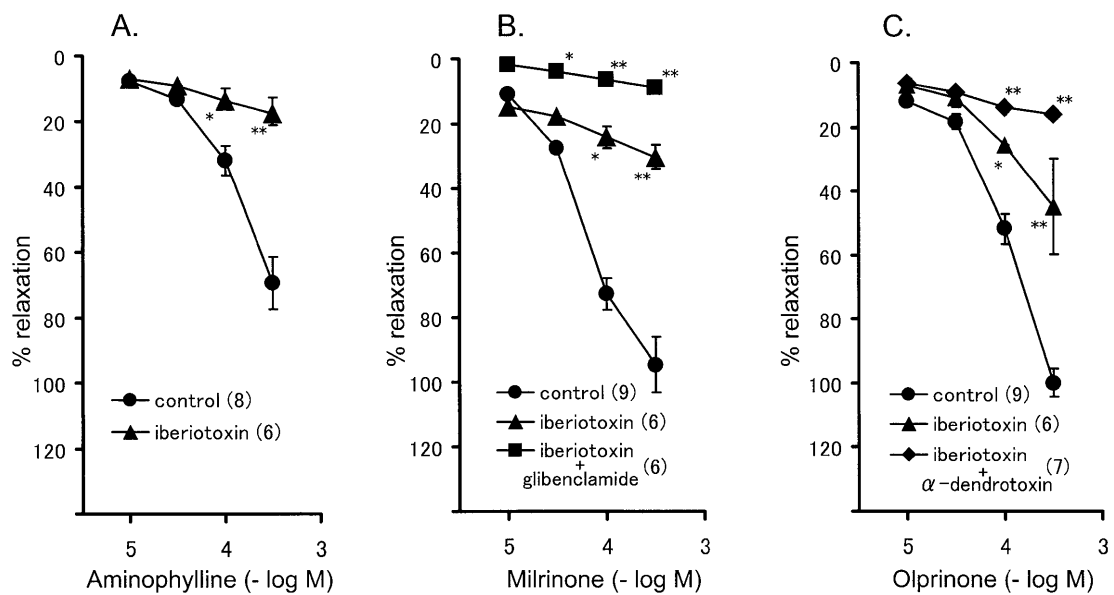 A.
0
20
40
60
80
100
120
% relaxation
*
**
control (8)
iberiotoxin (6)
5 4 3
Aminophylline (- log M)
B.
0
20
40
60
80
100
120
% relaxation
*
**
**
*
**
control (9)
iberiotoxin (6)
iberiotoxin
+
glibenclamide (6)
5 4 3
Milrinone (- log M)
C.
0
20
40
60
80
100
120
% relaxation
**
**
*
**
control (9)
iberiotoxin (6)
iberiotoxin
+
α-dendrotoxin (7)
5 4 3
Olprinone (- log M)